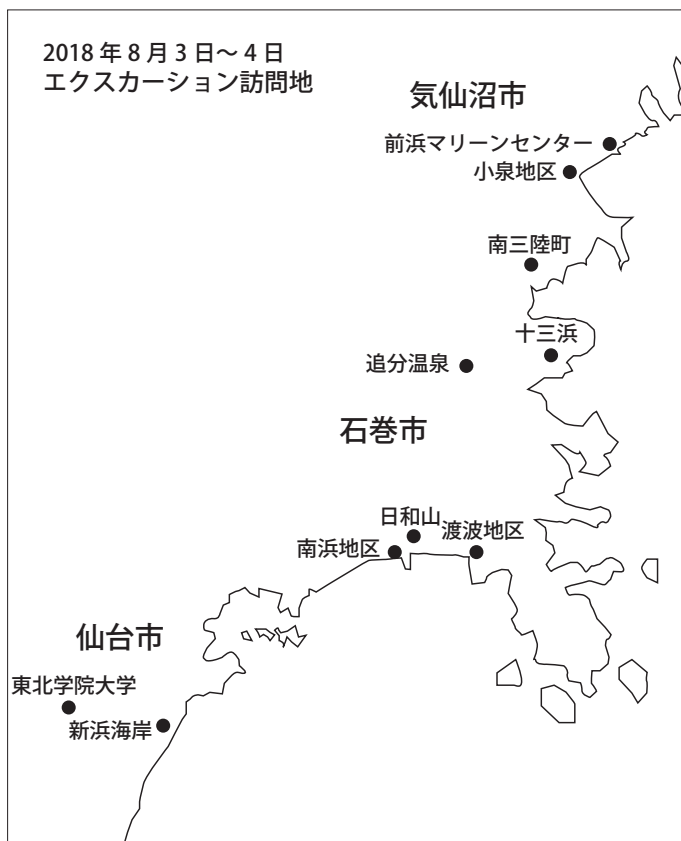 2018 年 8 月 3 日～ 4 日
エクスカーション訪問地
気仙沼市
前浜マリーンセンター
小泉地区
南三陸町
十三浜
追分温泉
石巻市
日和山
南浜地区
渡波地区
仙台市
東北学院大学
新浜海岸